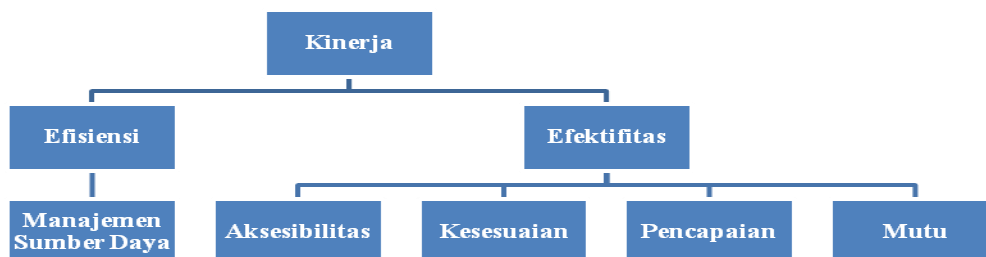 Kinerja
Efisiensi
Efektifitas
Manajemen
Sumber Daya
Aksesibilitas
Kesesuaian
Pencapaian
Mutu